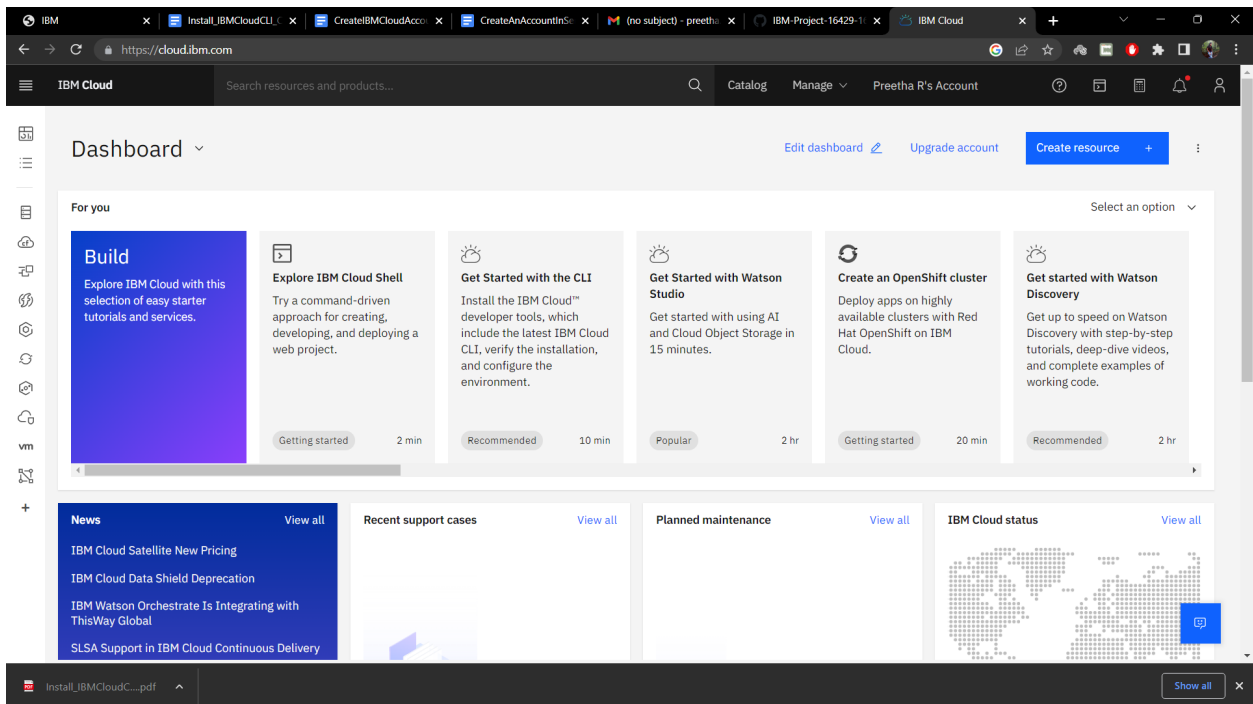 IBM
Install_IBMCloudCLI_C
CreateIBMCloudAccou
CreateAnAccountInSe
(no subject) - preetha
IBM-Project-16429-16
IBM Cloud
https://cloud.ibm.com
IBM Cloud
Search resources and products...
Catalog
Manage
Preetha R's Account
Dashboard
Edit dashboard
Upgrade account
Create resource +
For you
Select an option
Build
Explore IBM Cloud with this
selection of easy starter
tutorials and services.
Explore IBM Cloud Shell
Try a command-driven
approach for creating,
developing, and deploying a
web project.
Getting started
2 min
Get Started with the CLI
Install the IBM Cloud™
developer tools, which
include the latest IBM Cloud
CLI, verify the installation,
and configure the
environment.
Recommended
10 min
Get Started with Watson
Studio
Get started with using AI
and Cloud Object Storage in
15 minutes.
Popular
2 hr
Create an OpenShift cluster
Deploy apps on highly
available clusters with Red
Hat OpenShift on IBM
Cloud.
Getting started
20 min
Get started with Watson
Discovery
Get up to speed on Watson
Discovery with step-by-step
tutorials, deep-dive videos,
and complete examples of
working code.
Recommended
2 hr
vm
News
View all
IBM Cloud Satellite New Pricing
IBM Cloud Data Shield Deprecation
IBM Watson Orchestrate Is Integrating with
ThisWay Global
SLSA Support in IBM Cloud Continuous Delivery
Recent support cases
View all
Planned maintenance
View all
IBM Cloud status
View all
Install_IBMCloudC....pdf
Show all